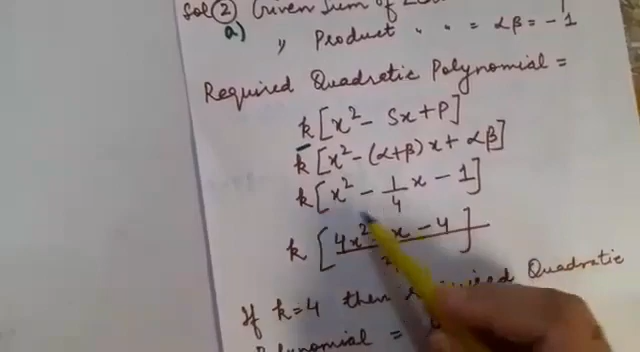 Sol ② Given Sum of
a)
" Product " " = αβ = -1
Required Quadratic Polynomial =
k[x² - Sx + P]
k[x² - (α+β)x + αβ]
k[x² - 1/4 x - 1]
k[4x² - x - 4]
If k=4 then required Quadratic
Polynomial =